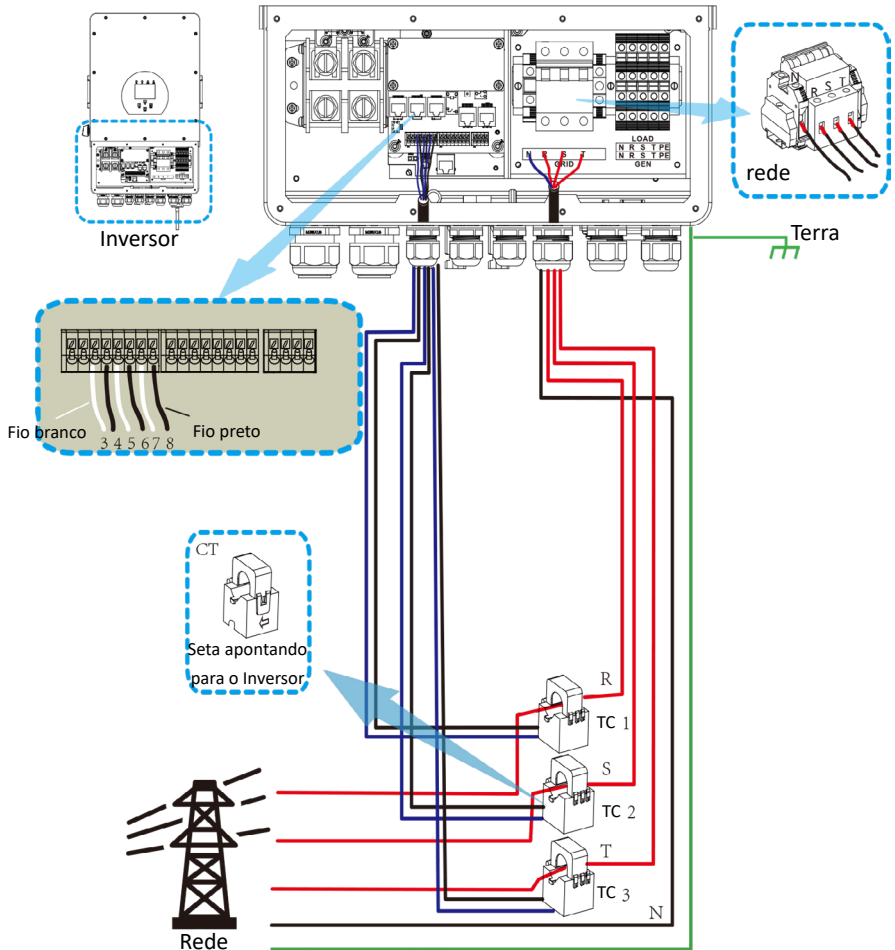 LOAD
N R S T PE
N R S T PE
GEN
N R S T
GRID
N
R S T
rede
Inversor
Terra
Fio branco
3 4 5 6 7 8
Fio preto
CT
Seta apontando
para o Inversor
R
TC 1
S
TC 2
T
TC 3
N
Rede